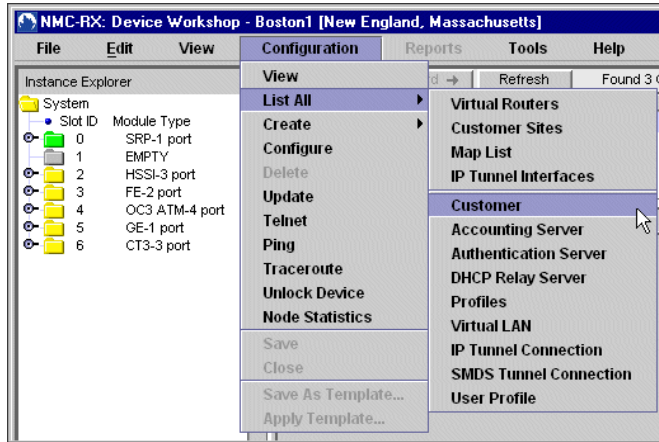 NMC-RX: Device Workshop - Boston1 [New England, Massachusetts]
File Edit View Configuration Reports Tools Help
Instance Explorer
Refresh Found 3
System
Slot ID Module Type
0 SRP-1 port
1 EMPTY
2 HSSI-3 port
3 FE-2 port
4 OC3 ATM-4 port
5 GE-1 port
6 CT3-3 port
View
List All
Create
Configure
Delete
Update
Telnet
Ping
Traceroute
Unlock Device
Node Statistics
Save
Close
Save As Template...
Apply Template...
Virtual Routers
Customer Sites
Map List
IP Tunnel Interfaces
Customer
Accounting Server
Authentication Server
DHCP Relay Server
Profiles
Virtual LAN
IP Tunnel Connection
SMDS Tunnel Connection
User Profile